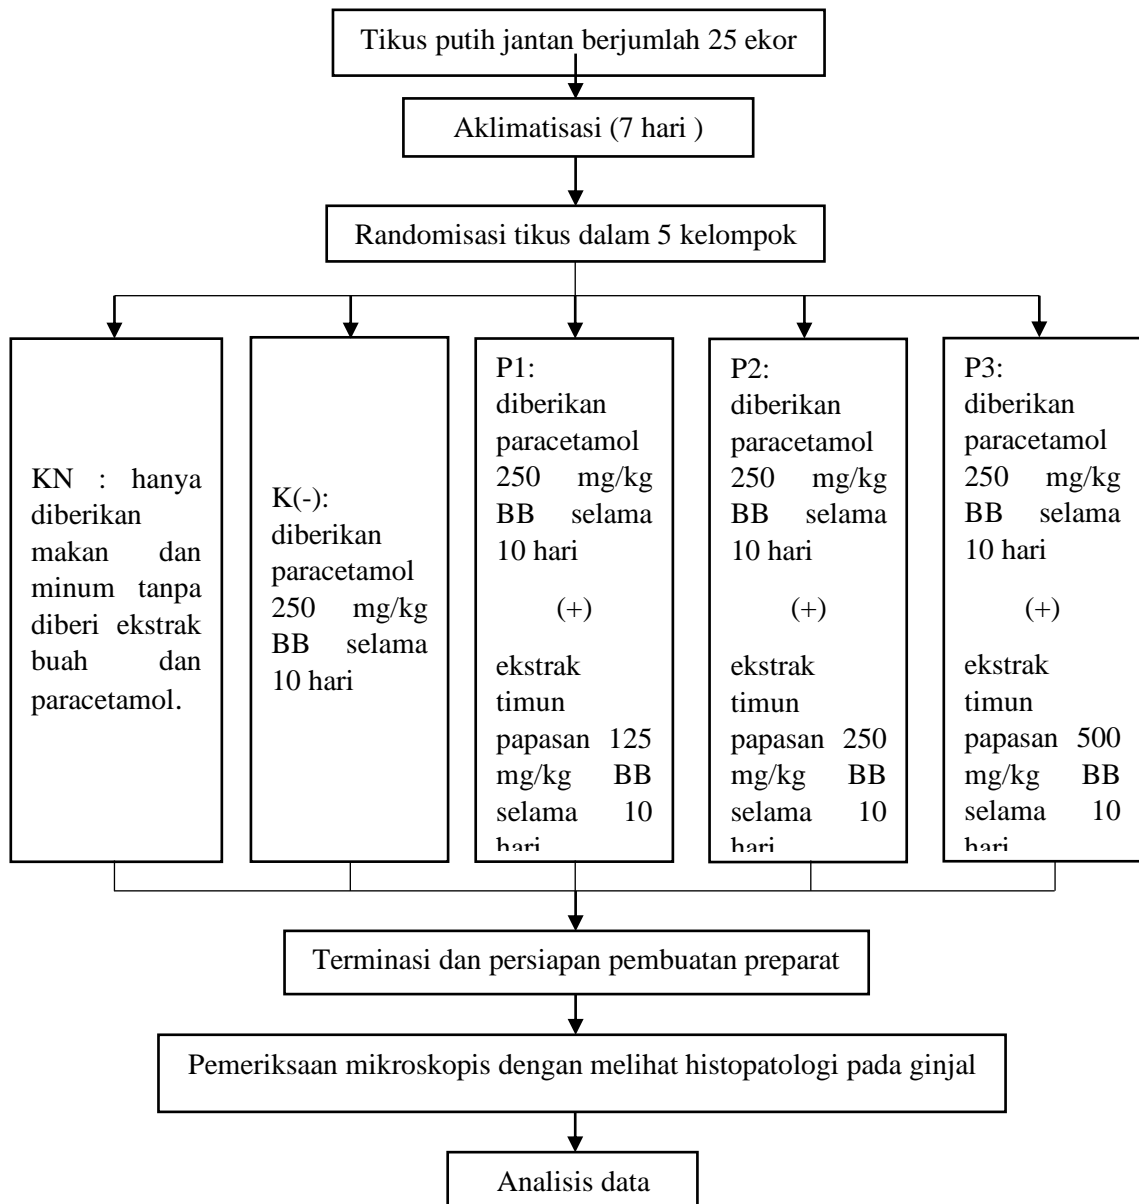 Tikus putih jantan berjumlah 25 ekor
Aklimatisasi (7 hari )
Randomisasi tikus dalam 5 kelompok
KN : hanya
diberikan
makan dan
minum tanpa
diberi ekstrak
buah dan
paracetamol.
K(-):
diberikan
paracetamol
250 mg/kg
BB selama
10 hari
P1:
diberikan
paracetamol
250 mg/kg
BB selama
10 hari
(+)
ekstrak
timun
papasan 125
mg/kg BB
selama 10
hari
P2:
diberikan
paracetamol
250 mg/kg
BB selama
10 hari
(+)
ekstrak
timun
papasan 250
mg/kg BB
selama 10
hari
P3:
diberikan
paracetamol
250 mg/kg
BB selama
10 hari
(+)
ekstrak
timun
papasan 500
mg/kg BB
selama 10
hari
Terminasi dan persiapan pembuatan preparat
Pemeriksaan mikroskopis dengan melihat histopatologi pada ginjal
Analisis data